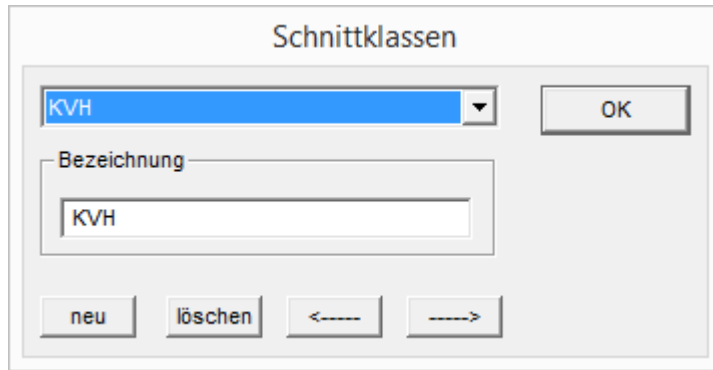 Schnittklassen
KVH
OK
Bezeichnung
KVH
neu löschen <----- ----->